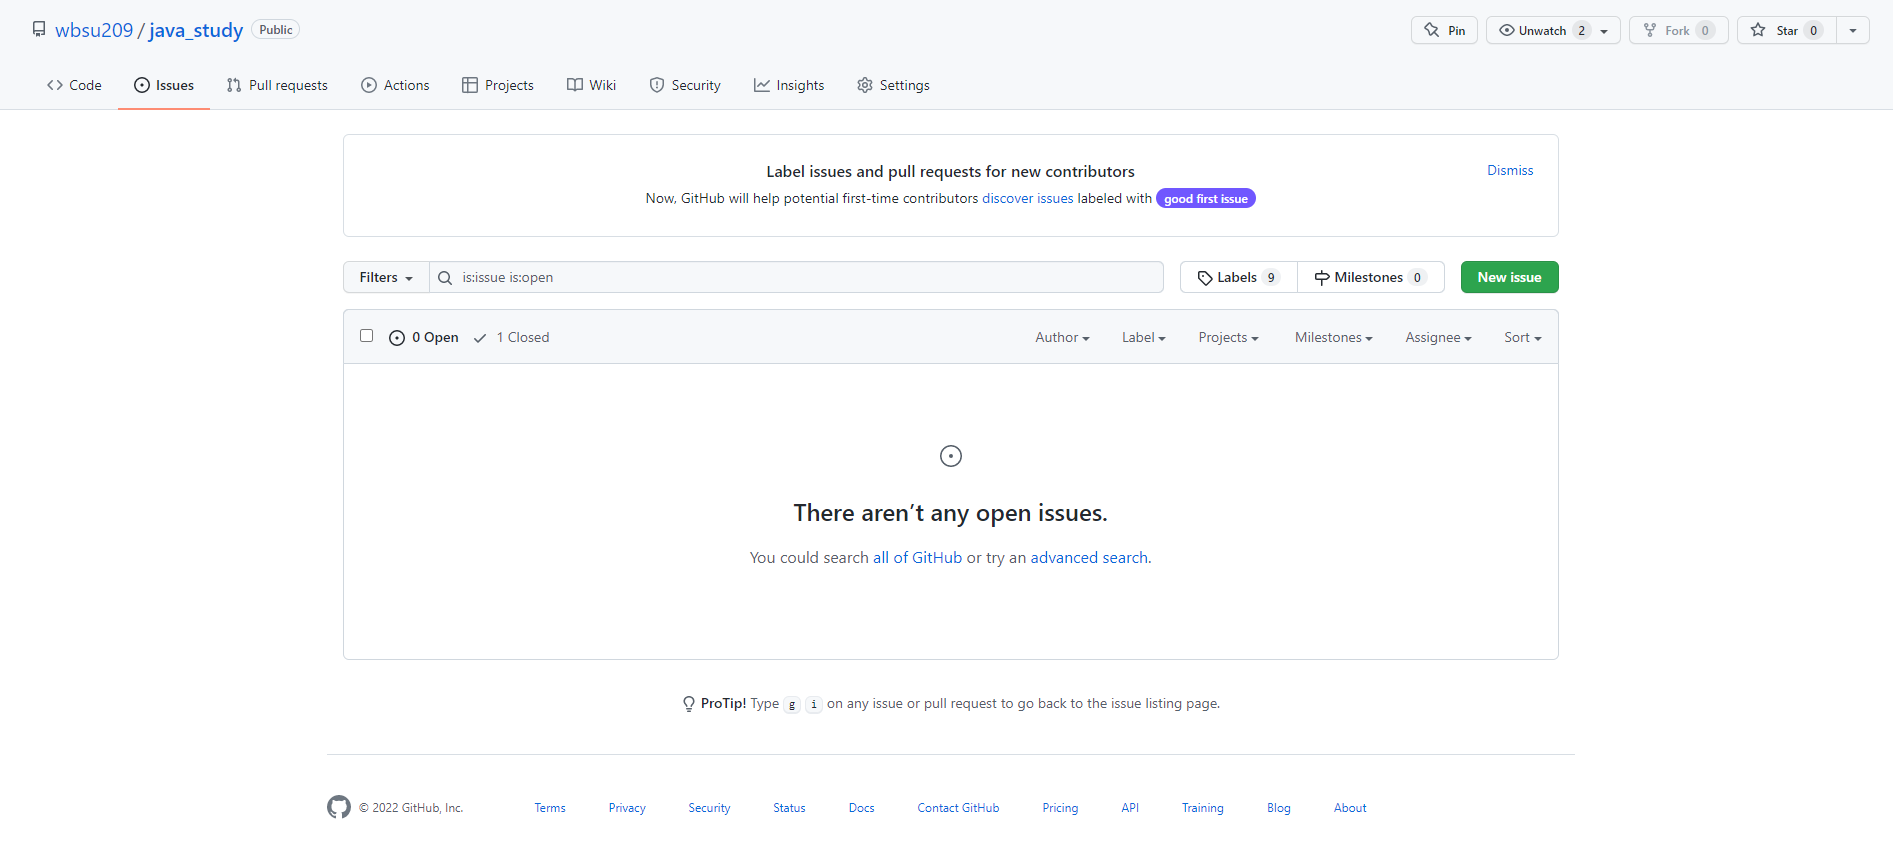 wbsu209 / java_study Public
Pin Unwatch 2 Fork 0 Star 0
Code Issues Pull requests Actions Projects Wiki Security Insights Settings
Label issues and pull requests for new contributors
Dismiss
Now, GitHub will help potential first-time contributors discover issues labeled with good first issue
Filters is:issue is:open Labels 9 Milestones 0 New issue
0 Open 1 Closed Author Label Projects Milestones Assignee Sort
There aren’t any open issues.
You could search all of GitHub or try an advanced search.
ProTip! Type g i on any issue or pull request to go back to the issue listing page.
© 2022 GitHub, Inc. Terms Privacy Security Status Docs Contact GitHub Pricing API Training Blog About